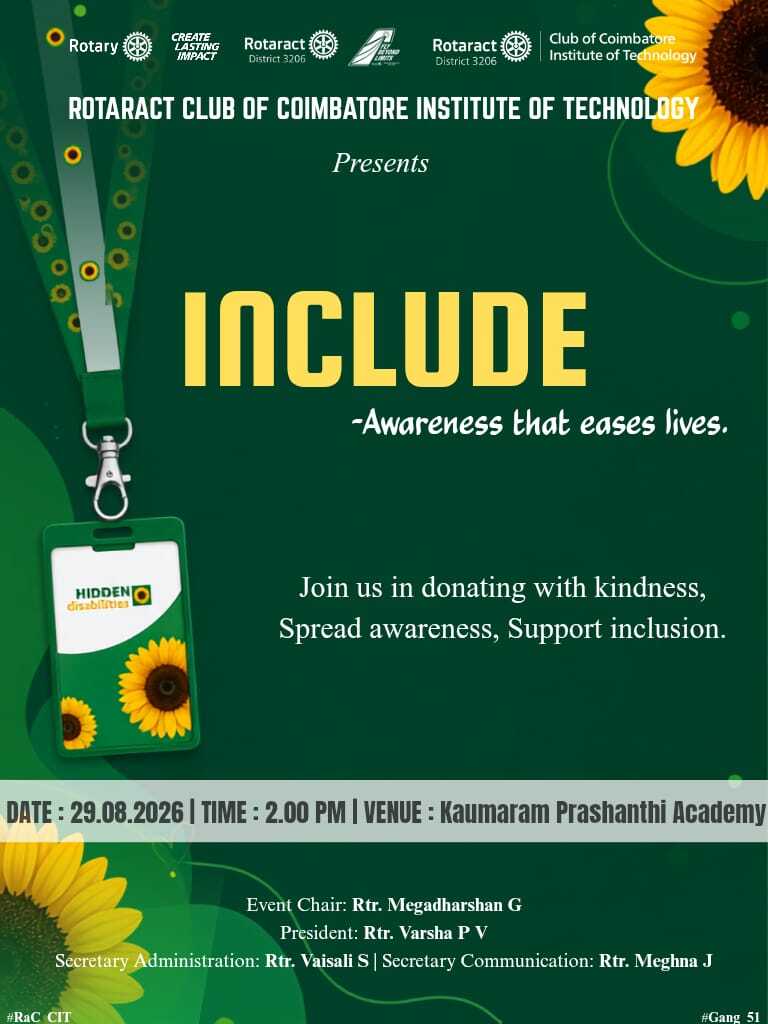 Rotary
CREATE
LASTING
IMPACT
Rotaract
District 3206
FLY
BEYOND
LIMITS
Rotaract
District 3206
Club of Coimbatore
Institute of Technology
ROTARACT CLUB OF COIMBATORE INSTITUTE OF TECHNOLOGY
Presents
INCLUDE
-Awareness that eases lives.
HIDDEN
disabilities
Join us in donating with kindness,
Spread awareness, Support inclusion.
DATE : 29.08.2026 | TIME : 2.00 PM | VENUE : Kaumaram Prashanthi Academy
Event Chair: Rtr. Megadharshan G
President: Rtr. Varsha P V
Secretary Administration: Rtr. Vaisali S | Secretary Communication: Rtr. Meghna J
#RaC_CIT
#Gang_51